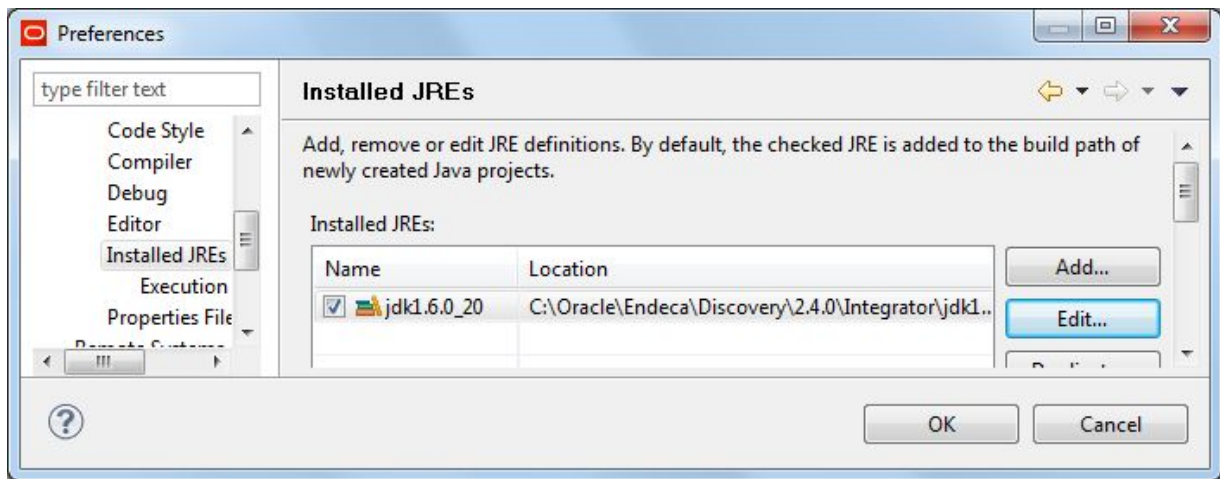 Preferences
type filter text
Code Style
Compiler
Debug
Editor
Installed JREs
Execution
Properties File
Installed JREs
Add, remove or edit JRE definitions. By default, the checked JRE is added to the build path of
newly created Java projects.
Installed JREs:
Name Location
jdk1.6.0_20 C:\Oracle\Endeca\Discovery\2.4.0\Integrator\jdk1..
Add...
Edit...
OK
Cancel